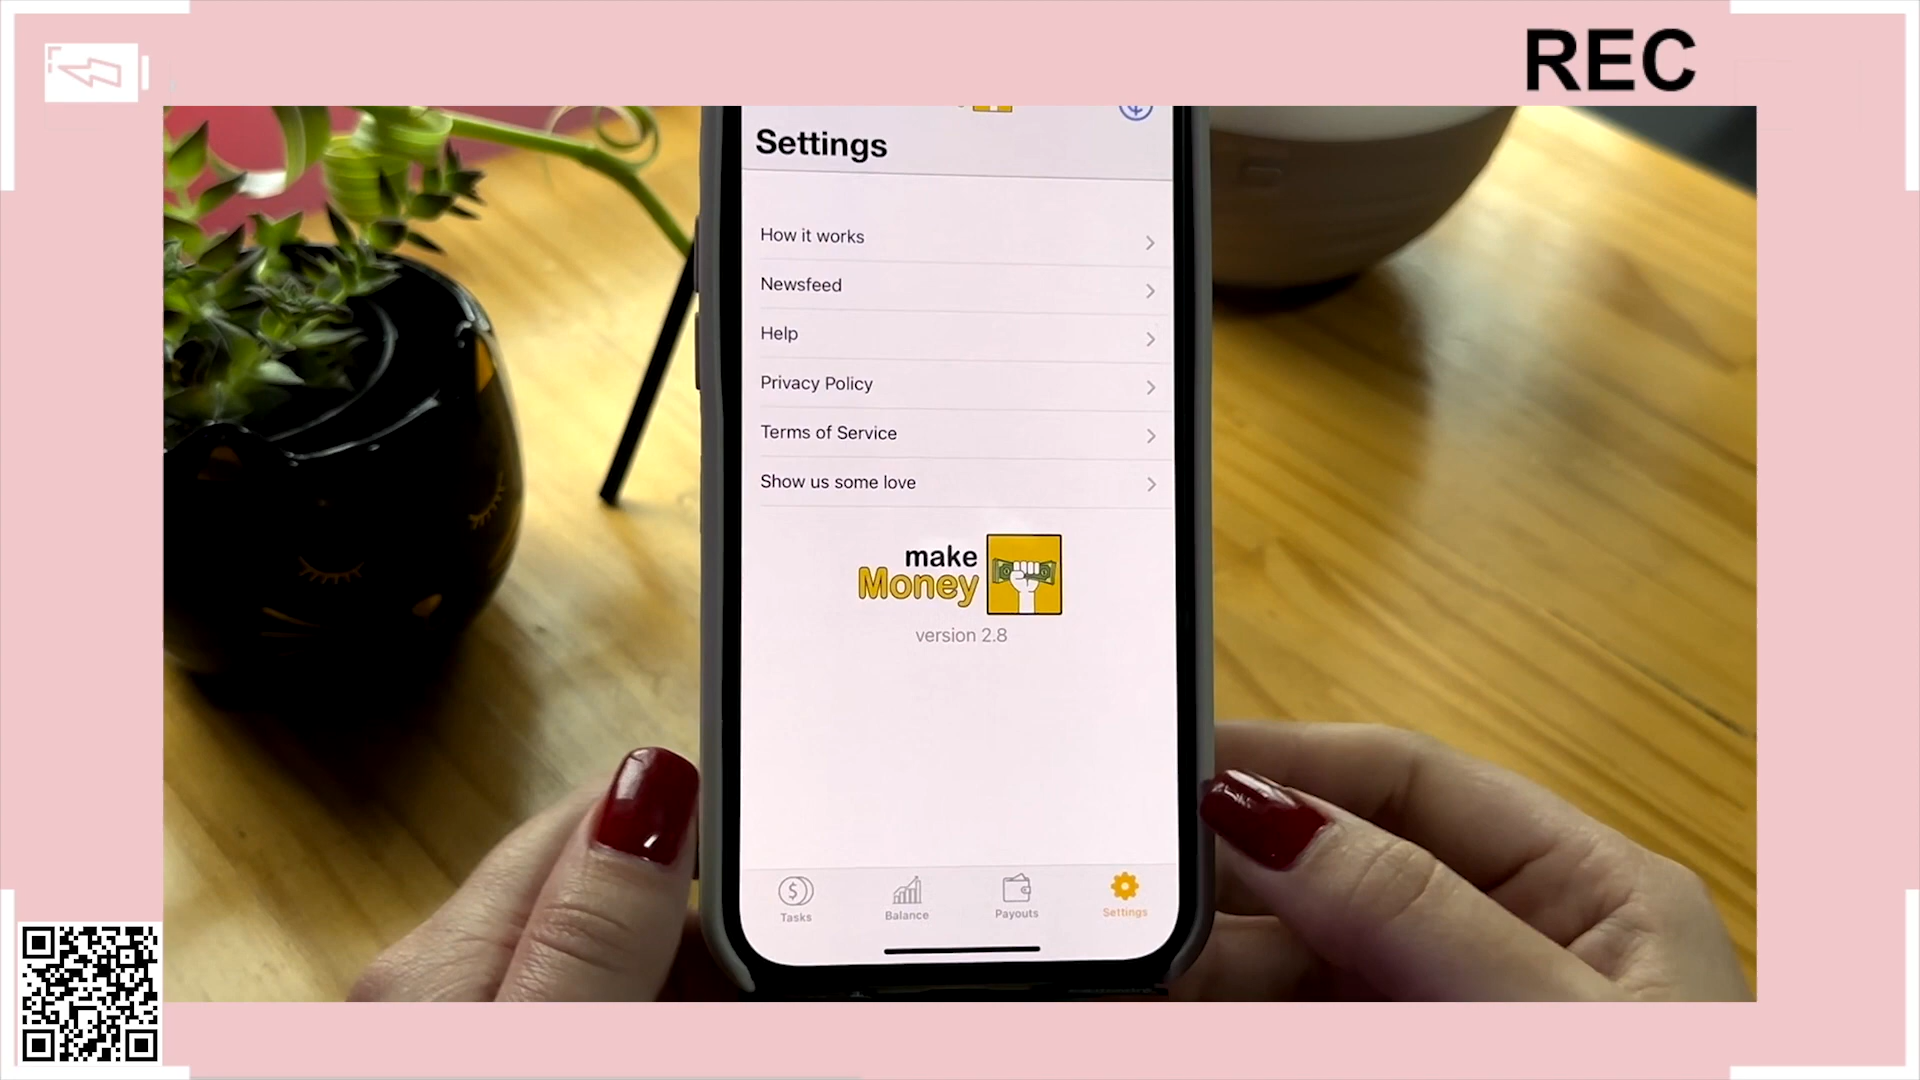 REC
Settings
How it works
Newsfeed
Help
Privacy Policy
Terms of Service
Show us some love
make
Money
version 2.8
Tasks
Balance
Payouts
Settings